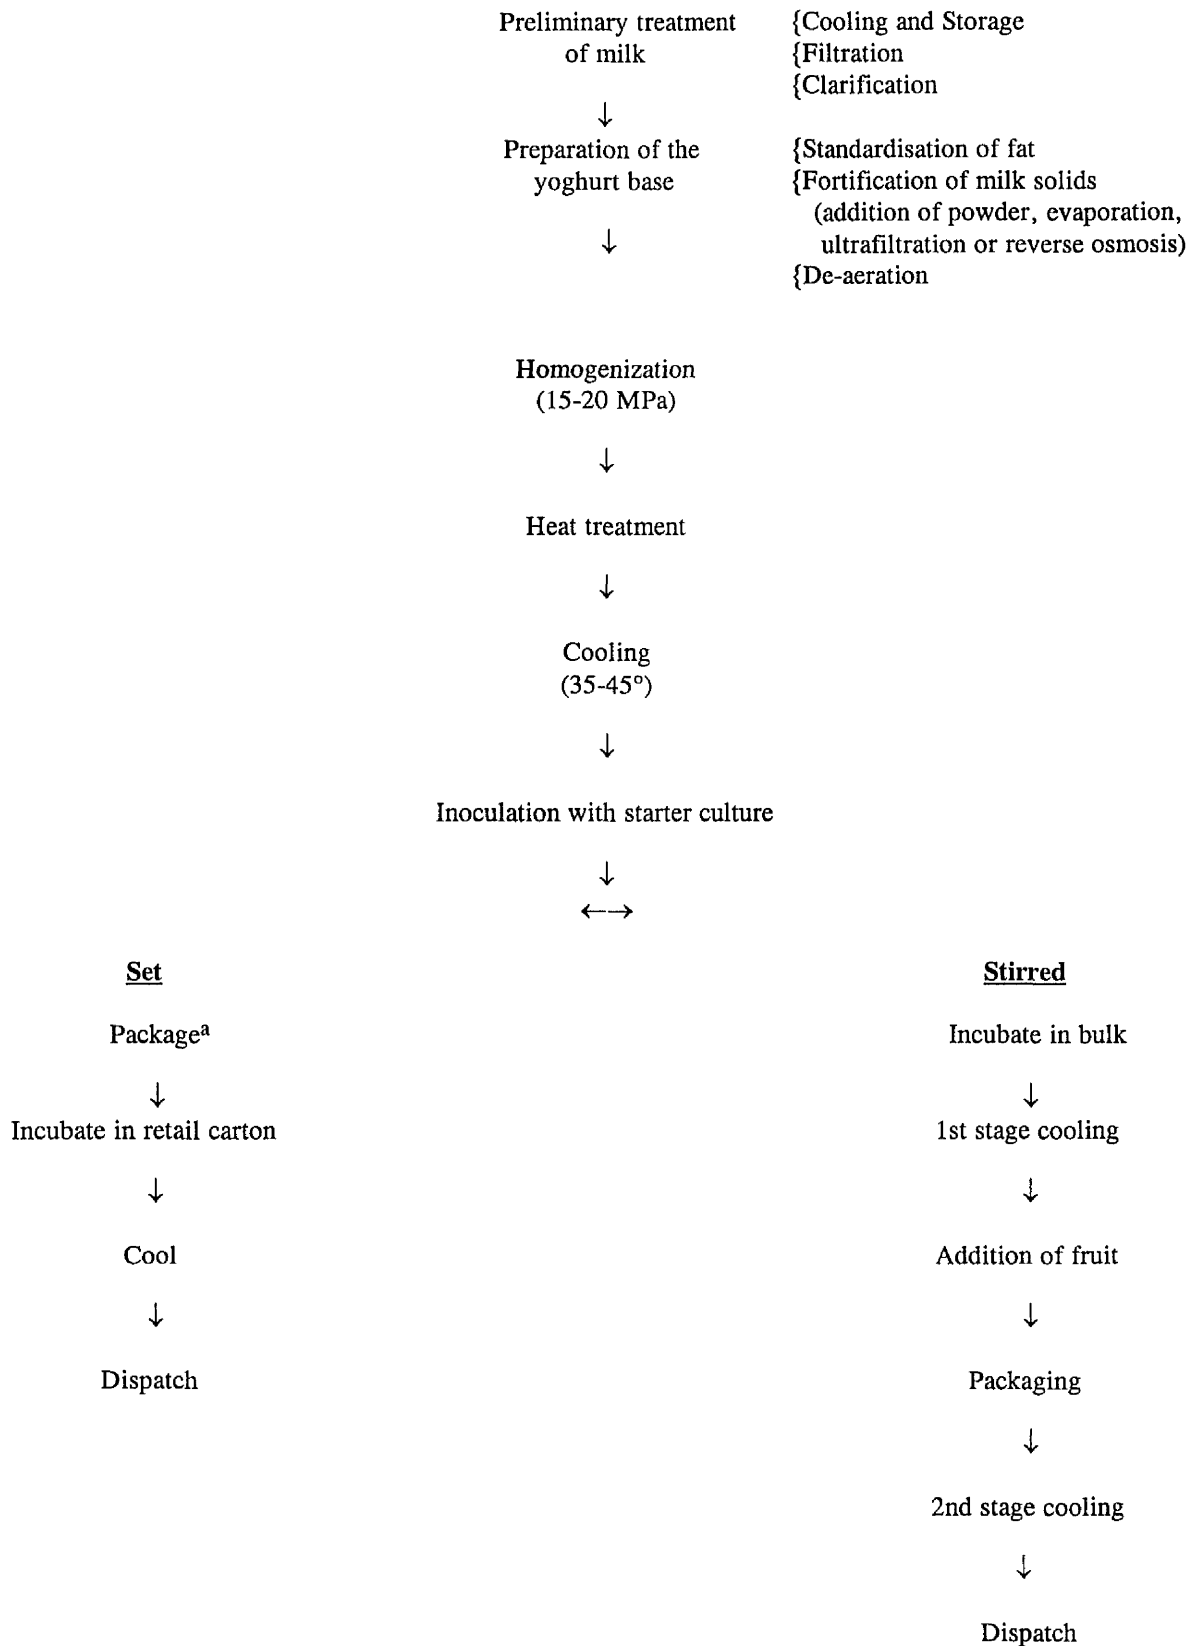 Preliminary treatment
of milk
{Cooling and Storage
{Filtration
{Clarification
↓
Preparation of the
yoghurt base
{Standardisation of fat
{Fortification of milk solids
(addition of powder, evaporation,
ultrafiltration or reverse osmosis)
{De-aeration
↓
Homogenization
(15-20 MPa)
↓
Heat treatment
↓
Cooling
(35-45°)
↓
Inoculation with starter culture
↓
←→
Set
Packageᵃ
↓
Incubate in retail carton
↓
Cool
↓
Dispatch
Stirred
Incubate in bulk
↓
1st stage cooling
↓
Addition of fruit
↓
Packaging
↓
2nd stage cooling
↓
Dispatch